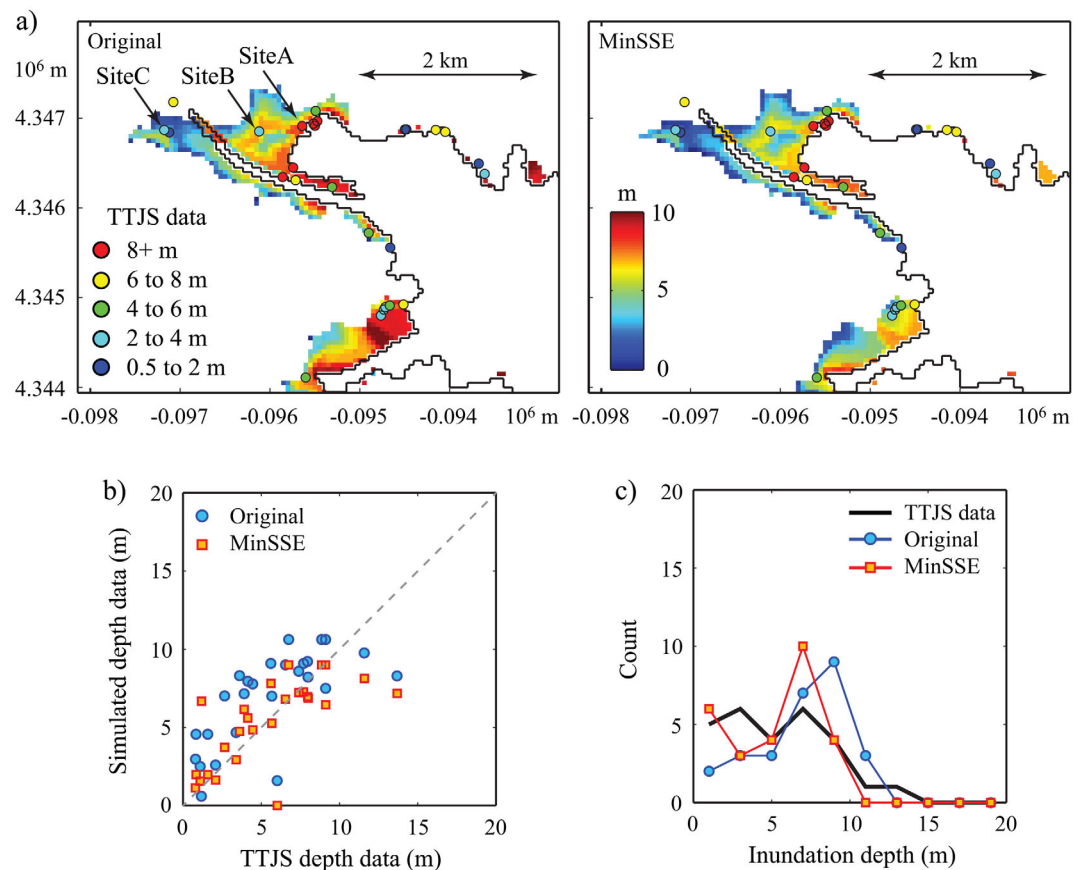 a)
Original
SiteA
SiteB
SiteC
2 km
10⁶ m
4.347
4.346
4.345
4.344
TTJS data
8+ m
6 to 8 m
4 to 6 m
2 to 4 m
0.5 to 2 m
-0.098 -0.097 -0.096 -0.095 -0.094 10⁶ m
MinSSE
2 km
m
10
5
0
-0.098 -0.097 -0.096 -0.095 -0.094 10⁶ m
b)
Original
MinSSE
Simulated depth data (m)
20
15
10
5
0
0 5 10 15 20
TTJS depth data (m)
c)
TTJS data
Original
MinSSE
Count
20
15
10
5
0
0 5 10 15 20
Inundation depth (m)